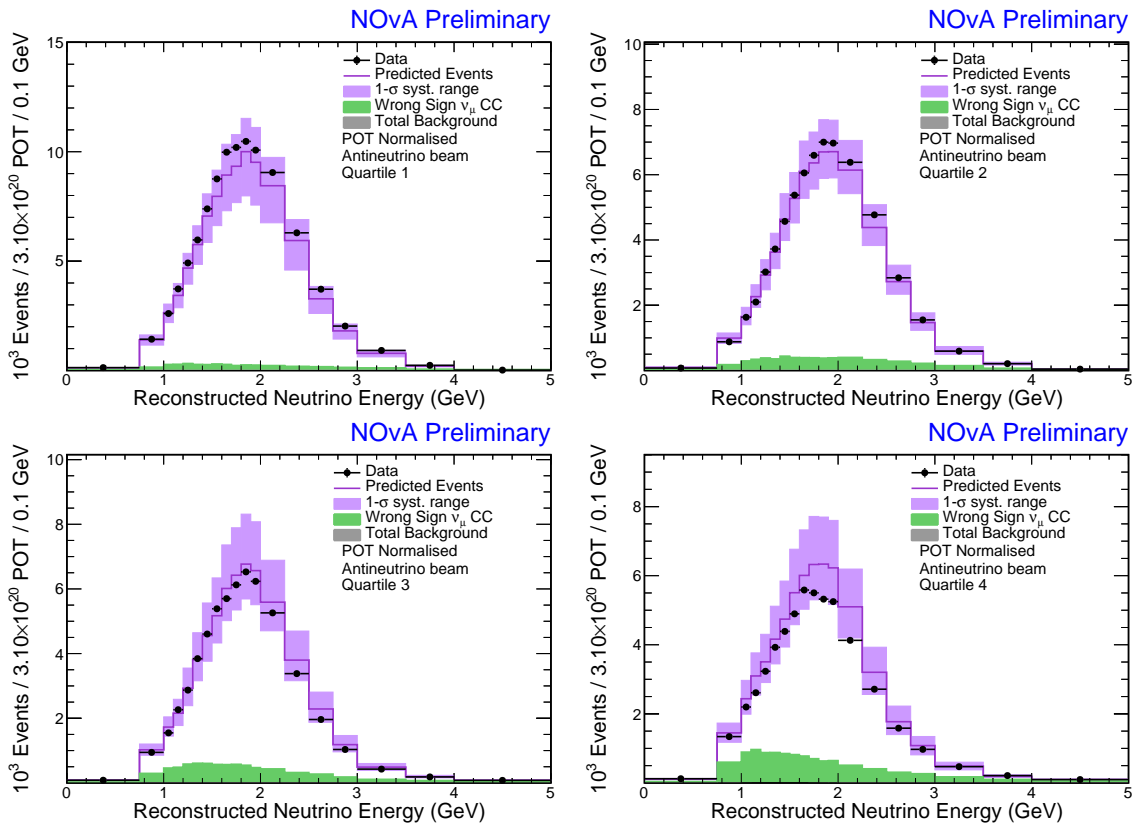 NOvA Preliminary
10³ Events / 3.10×10²⁰ POT / 0.1 GeV
15
10
5
Data
Predicted Events
1-σ syst. range
Wrong Sign νμ CC
Total Background
POT Normalised
Antineutrino beam
Quartile 1
0 1 2 3 4 5
Reconstructed Neutrino Energy (GeV)
NOvA Preliminary
10³ Events / 3.10×10²⁰ POT / 0.1 GeV
10
8
6
4
2
Data
Predicted Events
1-σ syst. range
Wrong Sign νμ CC
Total Background
POT Normalised
Antineutrino beam
Quartile 2
0 1 2 3 4 5
Reconstructed Neutrino Energy (GeV)
NOvA Preliminary
10³ Events / 3.10×10²⁰ POT / 0.1 GeV
10
8
6
4
2
Data
Predicted Events
1-σ syst. range
Wrong Sign νμ CC
Total Background
POT Normalised
Antineutrino beam
Quartile 3
0 1 2 3 4 5
Reconstructed Neutrino Energy (GeV)
NOvA Preliminary
10³ Events / 3.10×10²⁰ POT / 0.1 GeV
8
6
4
2
Data
Predicted Events
1-σ syst. range
Wrong Sign νμ CC
Total Background
POT Normalised
Antineutrino beam
Quartile 4
0 1 2 3 4 5
Reconstructed Neutrino Energy (GeV)